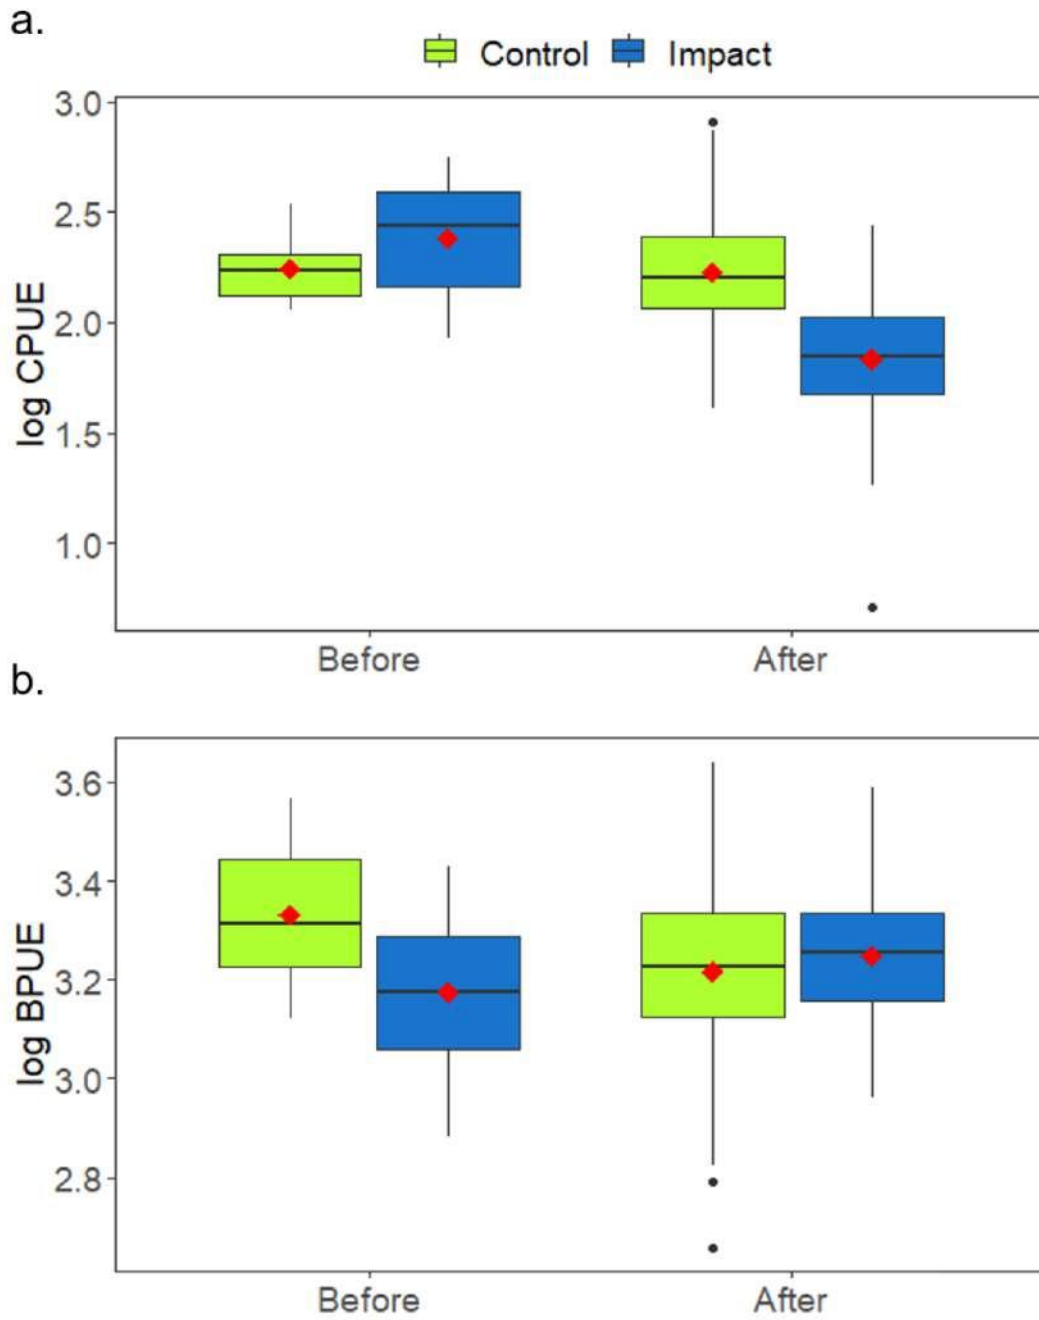 a.
Control Impact
3.0
2.5
2.0
1.5
1.0
log CPUE
Before After
b.
3.6
3.4
3.2
3.0
2.8
log BPUE
Before After